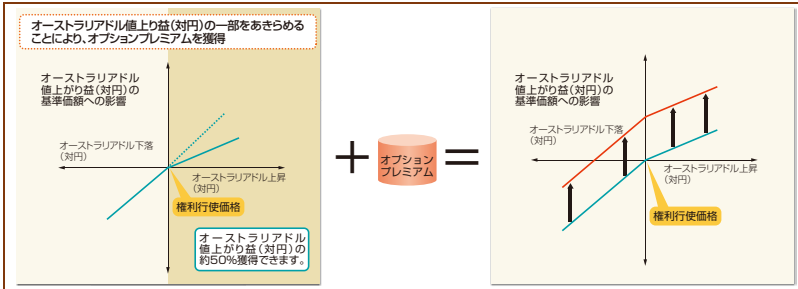 オーストラリアドル値上り益(対円)の一部をあきらめる
ことにより、オプションプレミアムを獲得
オーストラリアドル
値上がり益(対円)の
基準価額への影響
オーストラリアドル下落
(対円)
オーストラリアドル上昇
(対円)
権利行使価格
オーストラリアドル
値上がり益(対円)の
約50%獲得できます。
+
オプション
プレミアム
=
オーストラリアドル
値上がり益(対円)の
基準価額への影響
オーストラリアドル下落
(対円)
オーストラリアドル上昇
(対円)
権利行使価格